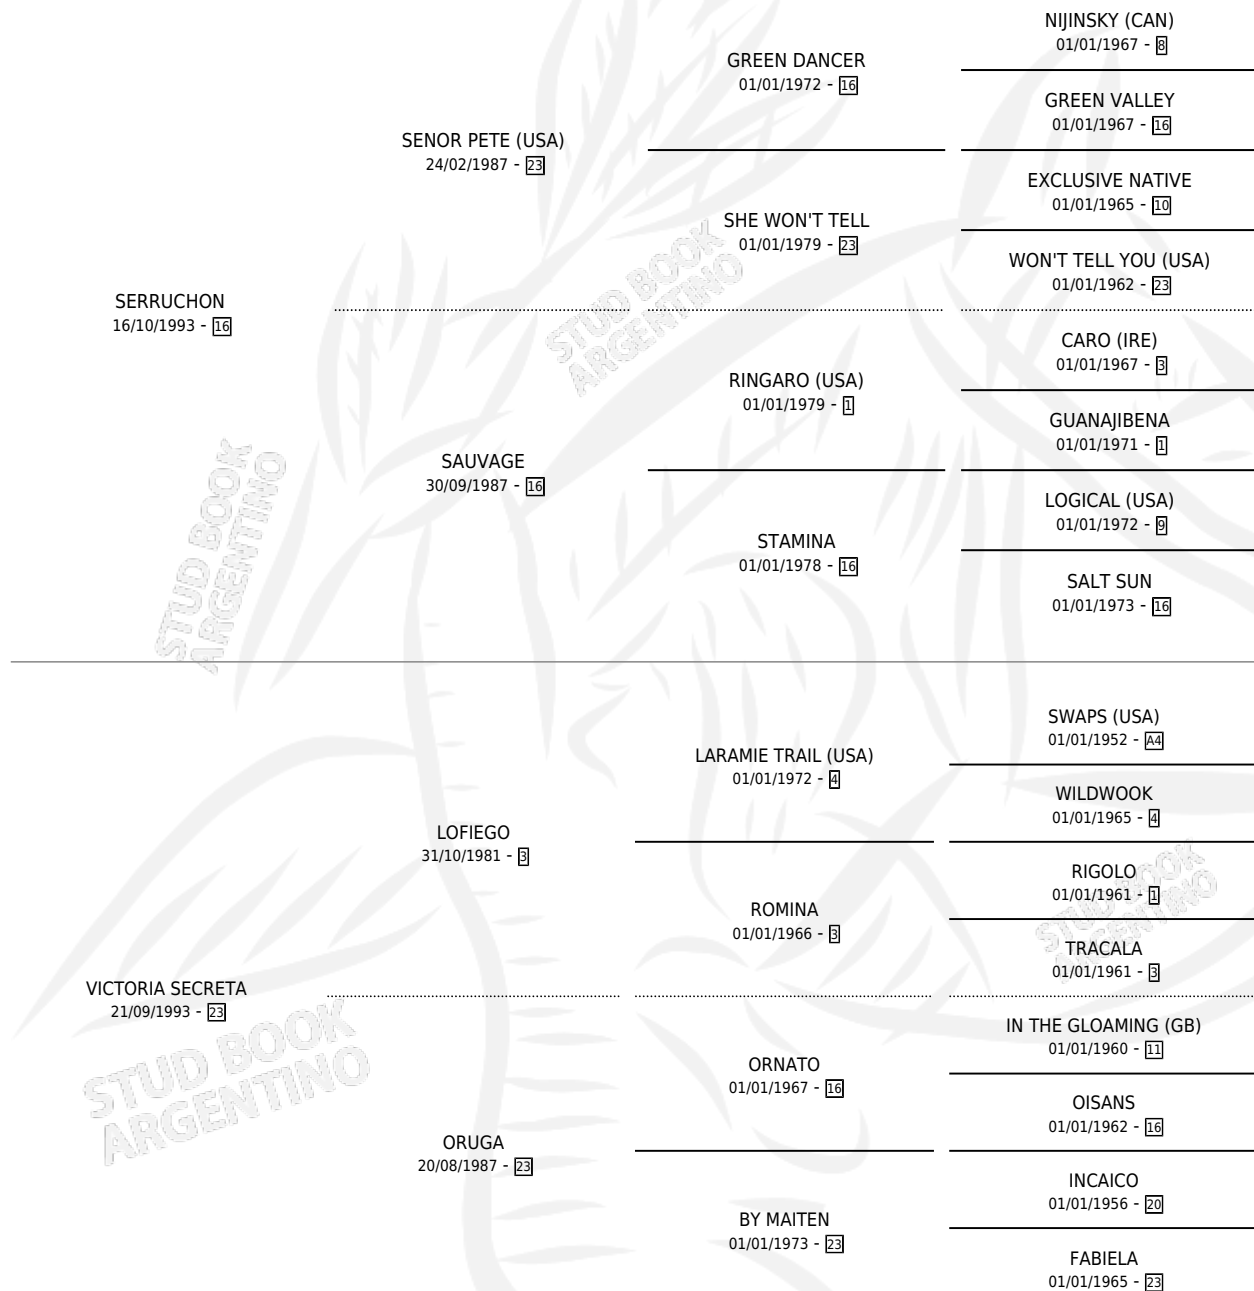 NIJINSKY (CAN)
01/01/1967 - 8
GREEN DANCER
01/01/1972 - 16
GREEN VALLEY
01/01/1967 - 16
SENOR PETE (USA)
24/02/1987 - 23
EXCLUSIVE NATIVE
01/01/1965 - 10
SHE WON'T TELL
01/01/1979 - 23
WON'T TELL YOU (USA)
01/01/1962 - 23
SERRUCHON
16/10/1993 - 16
CARO (IRE)
01/01/1967 - 3
RINGARO (USA)
01/01/1979 - 1
GUANAJIBENA
01/01/1971 - 1
SAUVAGE
30/09/1987 - 16
LOGICAL (USA)
01/01/1972 - 9
STAMINA
01/01/1978 - 16
SALT SUN
01/01/1973 - 16
SWAPS (USA)
01/01/1952 - A4
LARAMIE TRAIL (USA)
01/01/1972 - 4
WILDWOOK
01/01/1965 - 4
LOFIEGO
31/10/1981 - 3
RIGOLO
01/01/1961 - 1
ROMINA
01/01/1966 - 3
TRACALA
01/01/1961 - 3
VICTORIA SECRETA
21/09/1993 - 23
IN THE GLOAMING (GB)
01/01/1960 - 11
ORNATO
01/01/1967 - 16
OISANS
01/01/1962 - 16
ORUGA
20/08/1987 - 23
INCAICO
01/01/1956 - 20
BY MAITEN
01/01/1973 - 23
FABIELA
01/01/1965 - 23
STUD BOOK
ARGENTINO
STUD BOOK
ARGENTINO
STUD BOOK
ARGENTINO
STUD BOOK
ARGENTINO